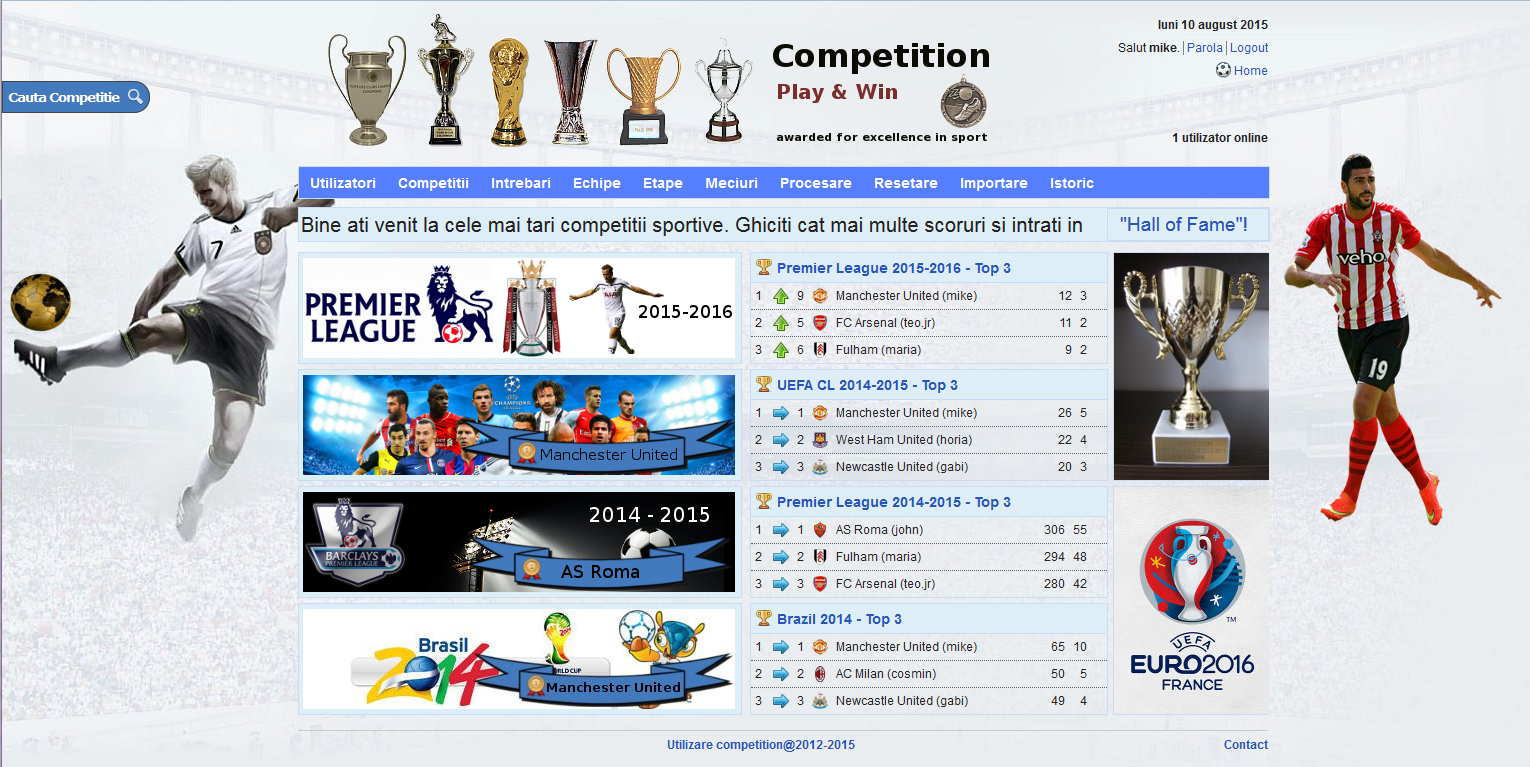 luni 10 august 2015
Salut mike. | Parola | Logout
Home
1 utilizator online
Cauta Competitie
Competition
Play & Win
awarded for excellence in sport
Utilizatori Competitii Intrebari Echipe Etape Meciuri Procesare Resetare Importare Istoric
Bine ati venit la cele mai tari competitii sportive. Ghiciti cat mai multe scoruri si intrati in "Hall of Fame"!
7
PREMIER
LEAGUE
2015-2016
Premier League 2015-2016 - Top 3
1 9 Manchester United (mike) 12 3
2 5 FC Arsenal (teo.jr) 11 2
3 6 Fulham (maria) 9 2
veho
19
CHAMPIONS
Manchester United
UEFA CL 2014-2015 - Top 3
1 1 Manchester United (mike) 26 5
2 2 West Ham United (horia) 22 4
3 3 Newcastle United (gabi) 20 3
2014 - 2015
BARCLAYS
PREMIER LEAGUE
AS Roma
Premier League 2014-2015 - Top 3
1 1 AS Roma (john) 306 55
2 2 Fulham (maria) 294 48
3 3 FC Arsenal (teo.jr) 280 42
Brasil
2014
Manchester United
Brazil 2014 - Top 3
1 1 Manchester United (mike) 65 10
2 2 AC Milan (cosmin) 50 5
3 3 Newcastle United (gabi) 49 4
TM
UEFA
EURO2016
FRANCE
Utilizare competition@2012-2015
Contact